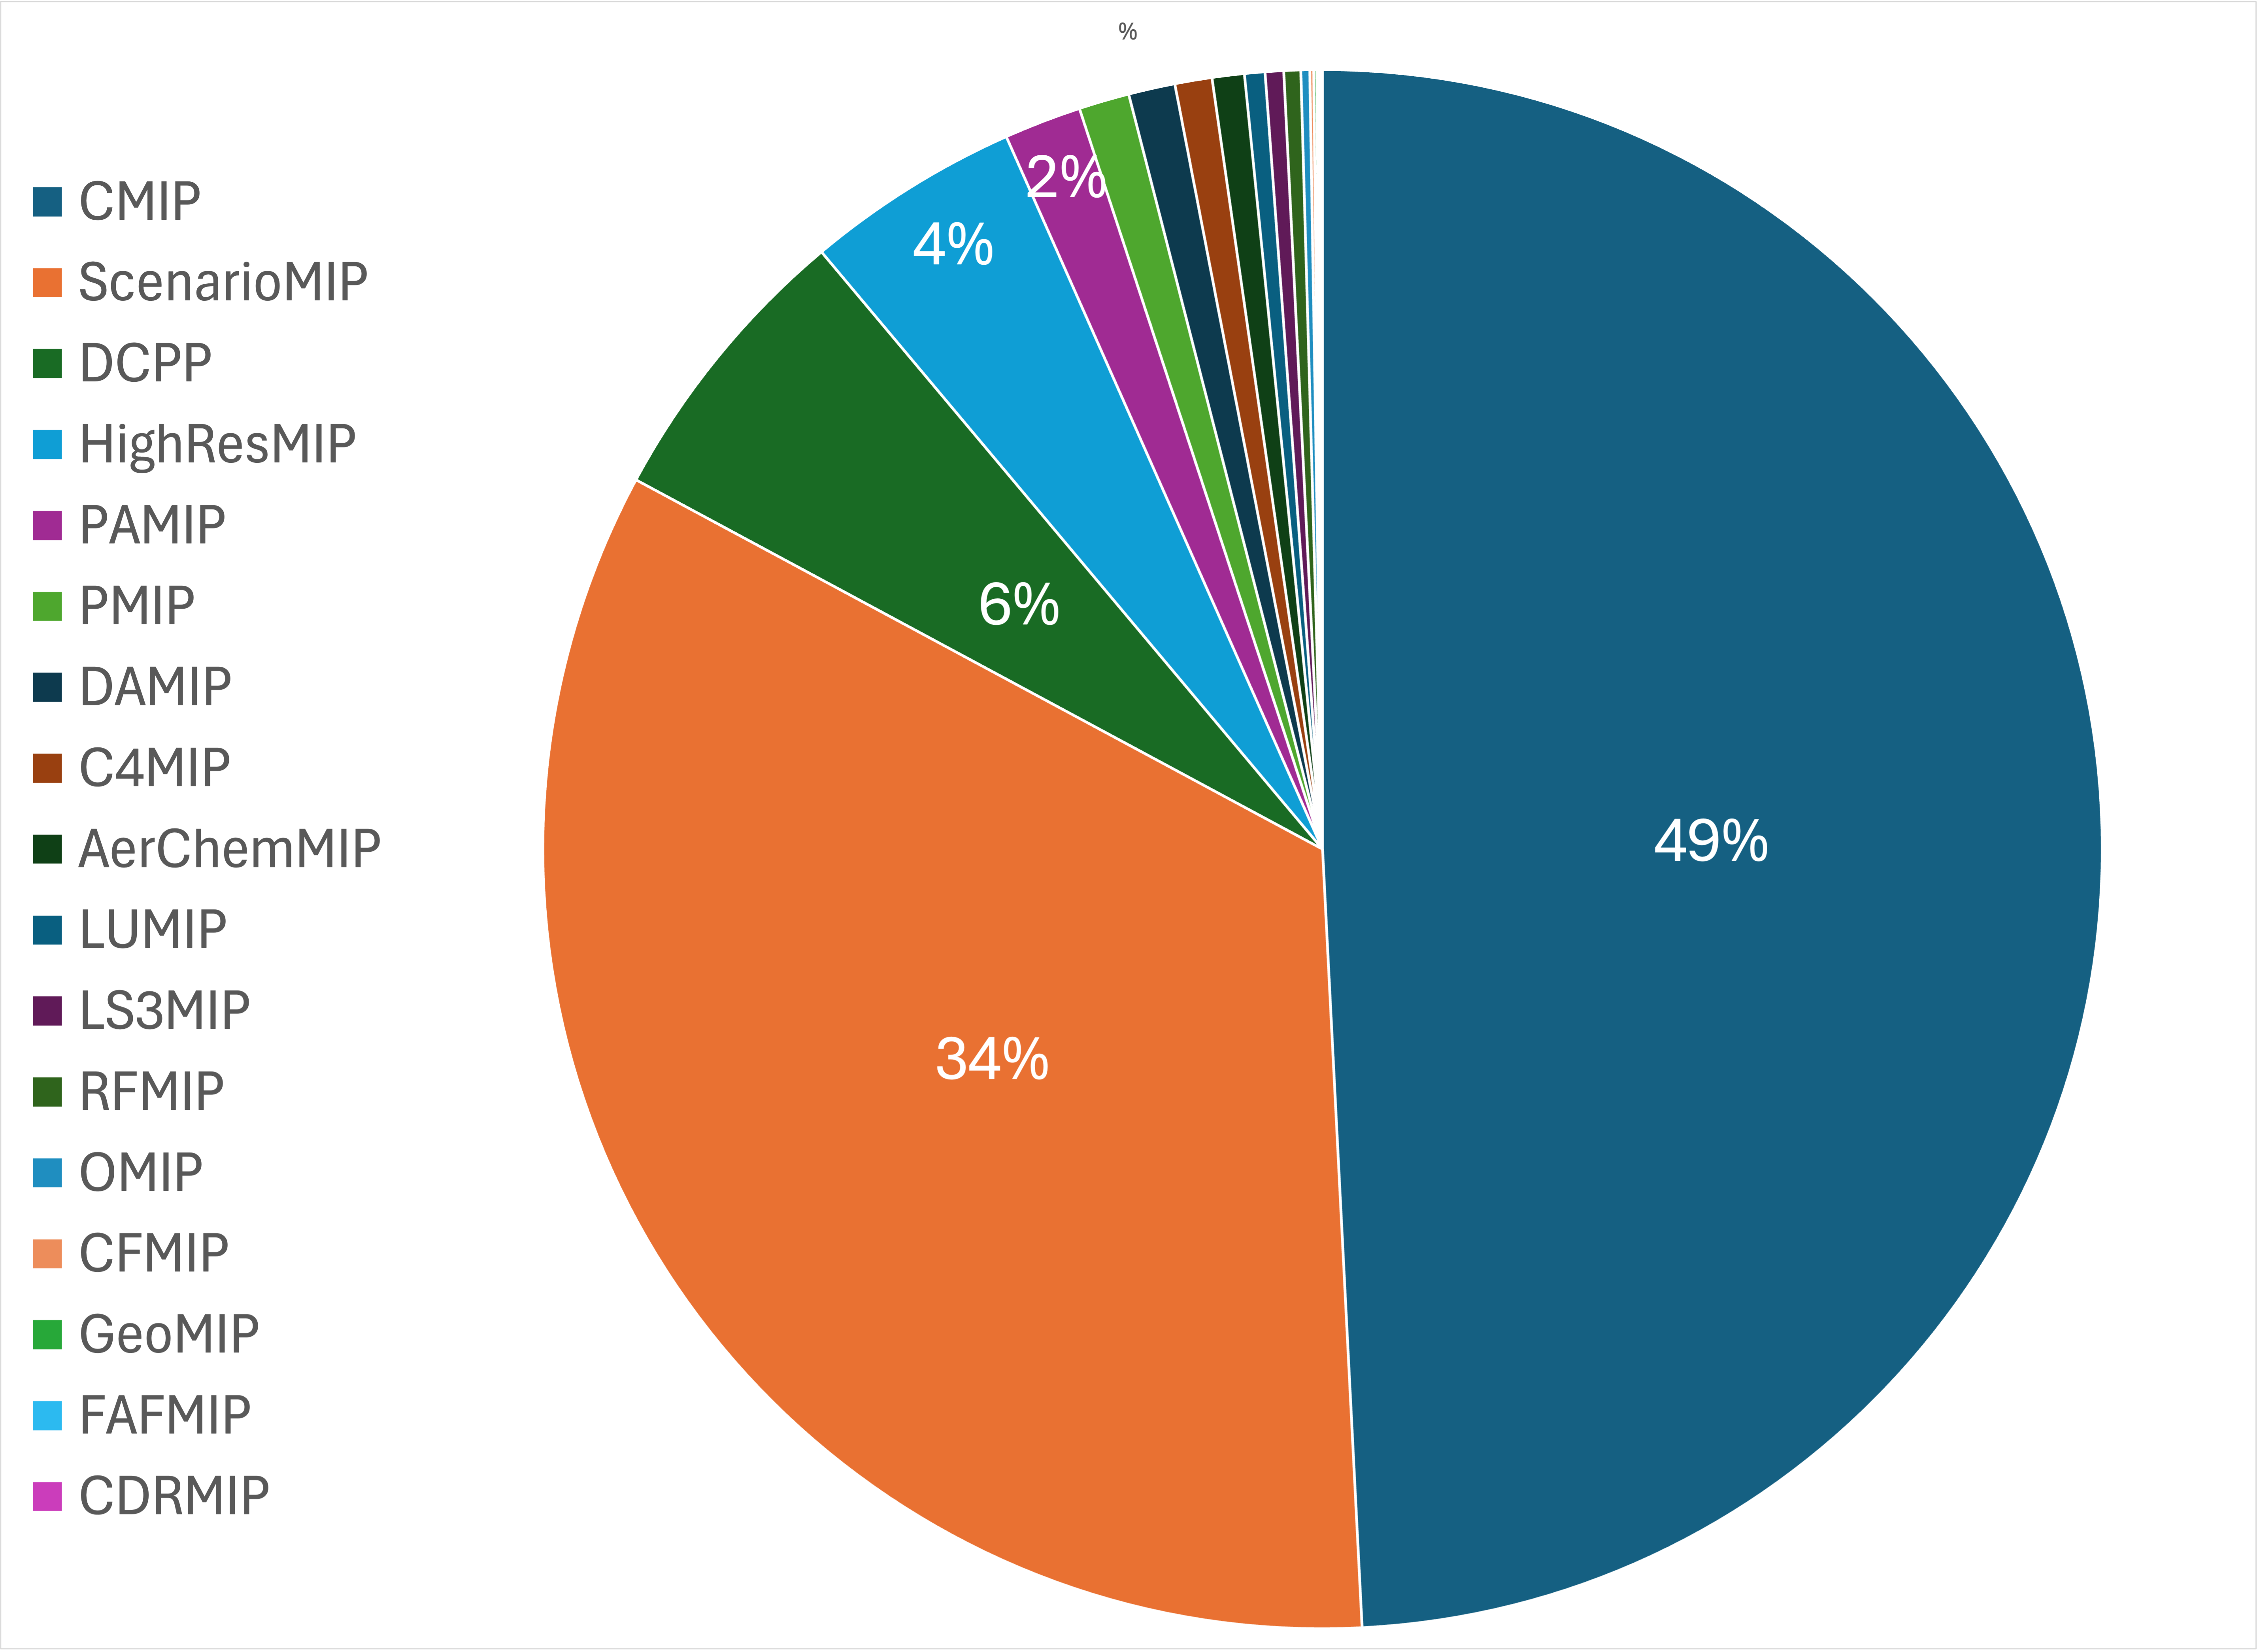 %
CMIP
ScenarioMIP
DCPP
HighResMIP
PAMIP
PMIP
DAMIP
C4MIP
AerChemMIP
LUMIP
LS3MIP
RFMIP
OMIP
CFMIP
GeoMIP
FAFMIP
CDRMIP
2%
4%
6%
49%
34%